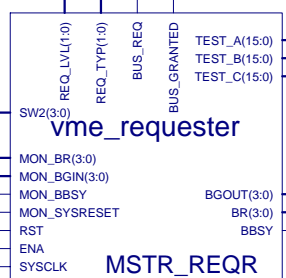 REQ_LVL(1:0)
REQ_TYP(1:0)
BUS_REQ
BUS_GRANTED
TEST_A(15:0)
TEST_B(15:0)
TEST_C(15:0)
SW2(3:0)
vme_requester
MON_BR(3:0)
MON_BGIN(3:0)
MON_BBSY
MON_SYSRESET
RST
ENA
SYSCLK
BGOUT(3:0)
BR(3:0)
BBSY
MSTR_REQR